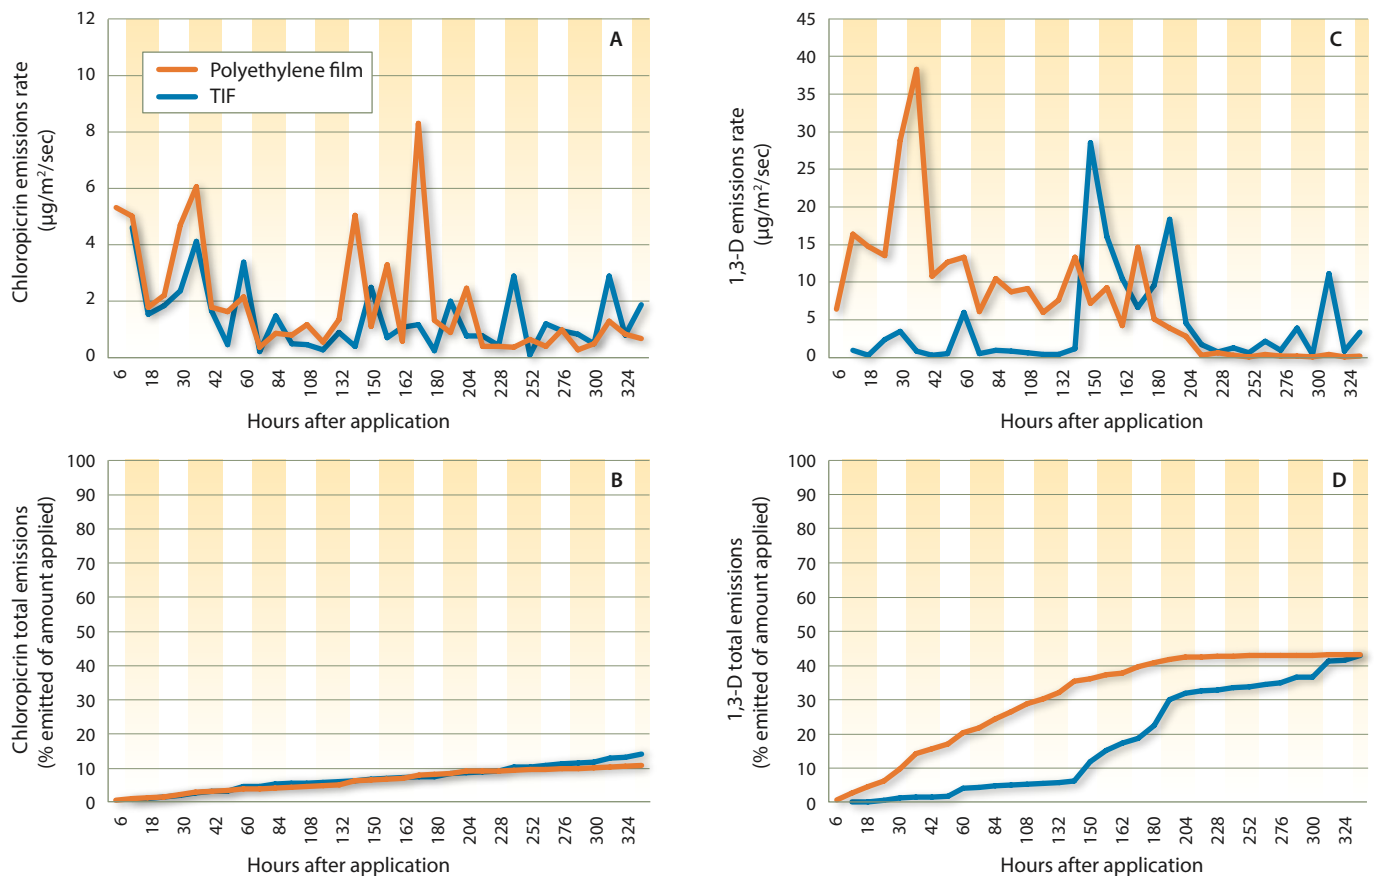 A
Chloropicrin emissions rate
(μg/m²/sec)
12
10
8
6
4
2
0
Polyethylene film
TIF
6 18 30 42 60 84 108 132 150 162 180 204 228 252 276 300 324
Hours after application
C
1,3-D emissions rate
(μg/m²/sec)
45
40
35
30
25
20
15
10
5
0
6 18 30 42 60 84 108 132 150 162 180 204 228 252 276 300 324
Hours after application
B
Chloropicrin total emissions
(% emitted of amount applied)
100
90
80
70
60
50
40
30
20
10
0
6 18 30 42 60 84 108 132 150 162 180 204 228 252 276 300 324
Hours after application
D
1,3-D total emissions
(% emitted of amount applied)
100
90
80
70
60
50
40
30
20
10
0
6 18 30 42 60 84 108 132 150 162 180 204 228 252 276 300 324
Hours after application